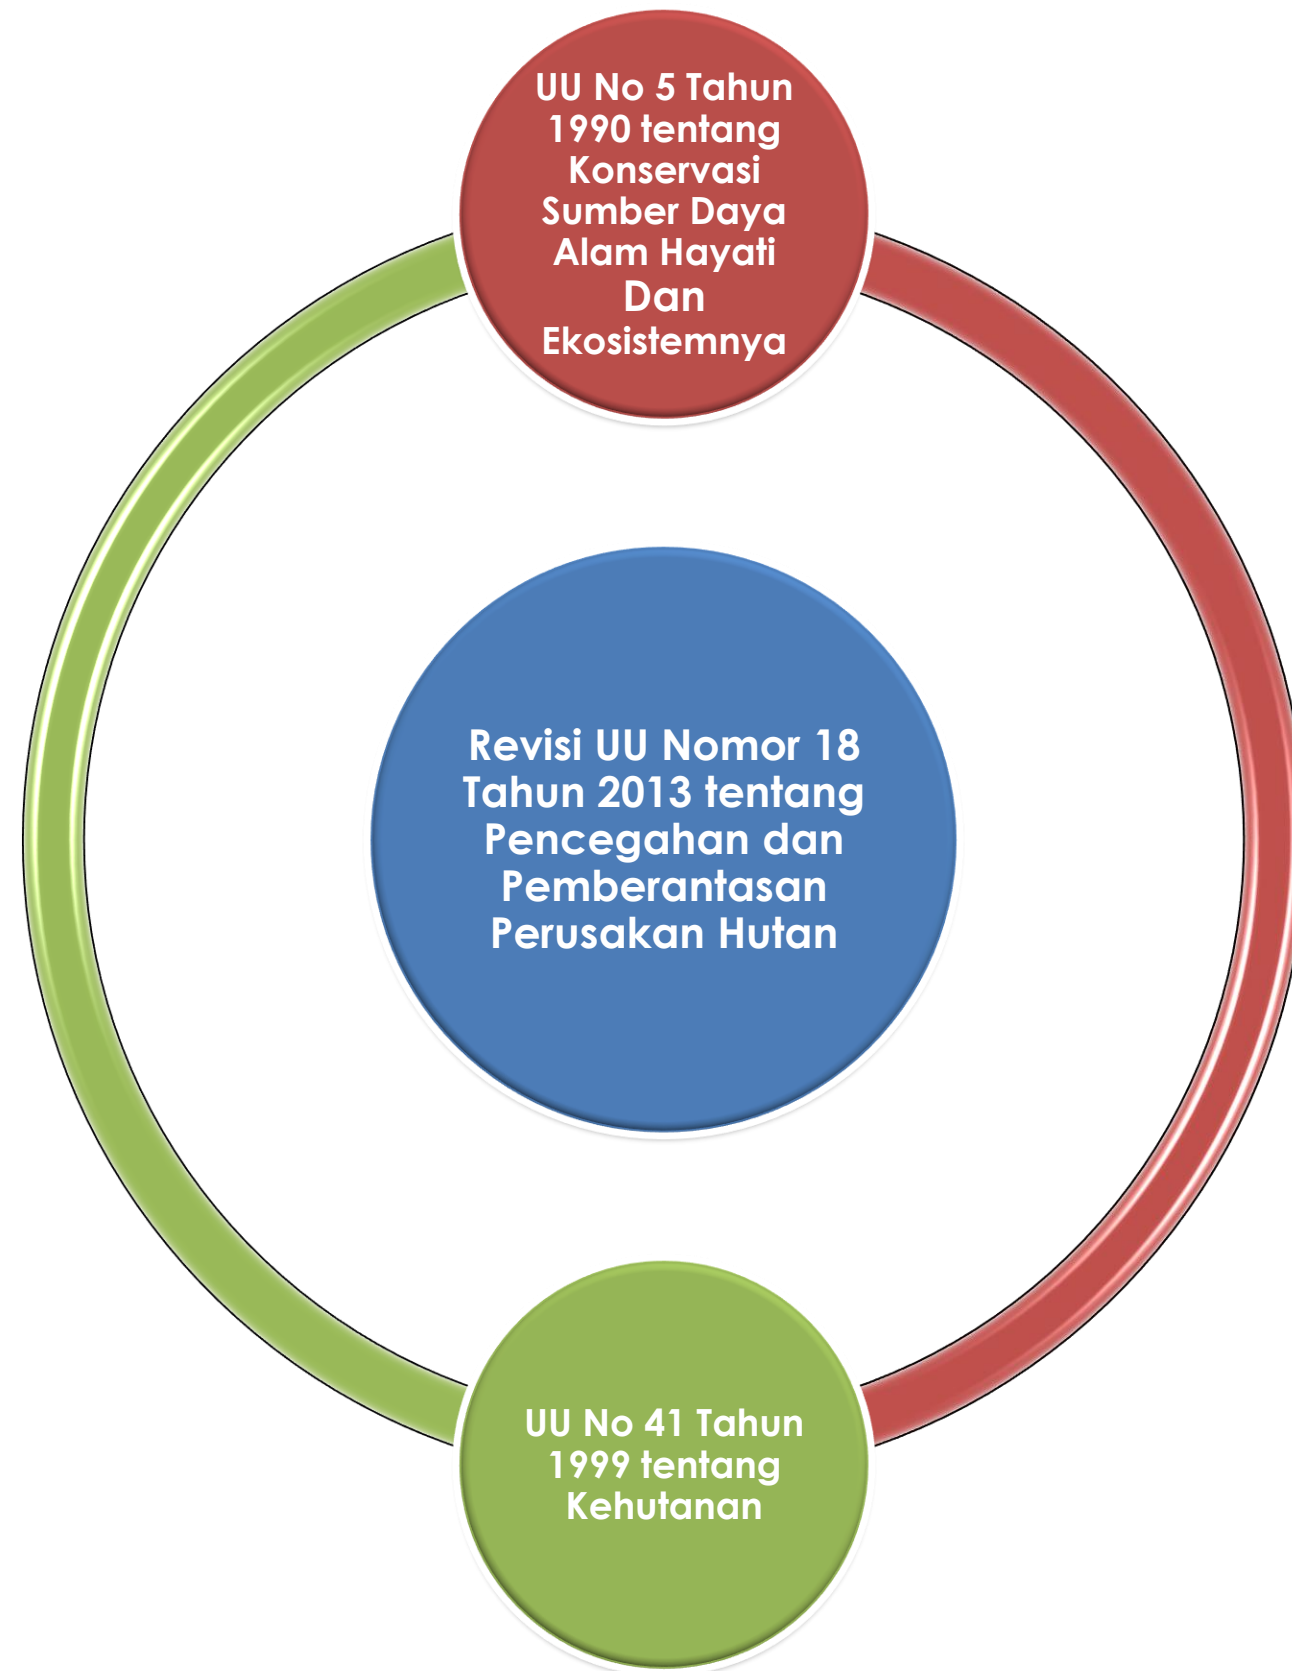 UU No 5 Tahun
1990 tentang
Konservasi
Sumber Daya
Alam Hayati
Dan
Ekosistemnya
Revisi UU Nomor 18
Tahun 2013 tentang
Pencegahan dan
Pemberantasan
Perusakan Hutan
UU No 41 Tahun
1999 tentang
Kehutanan